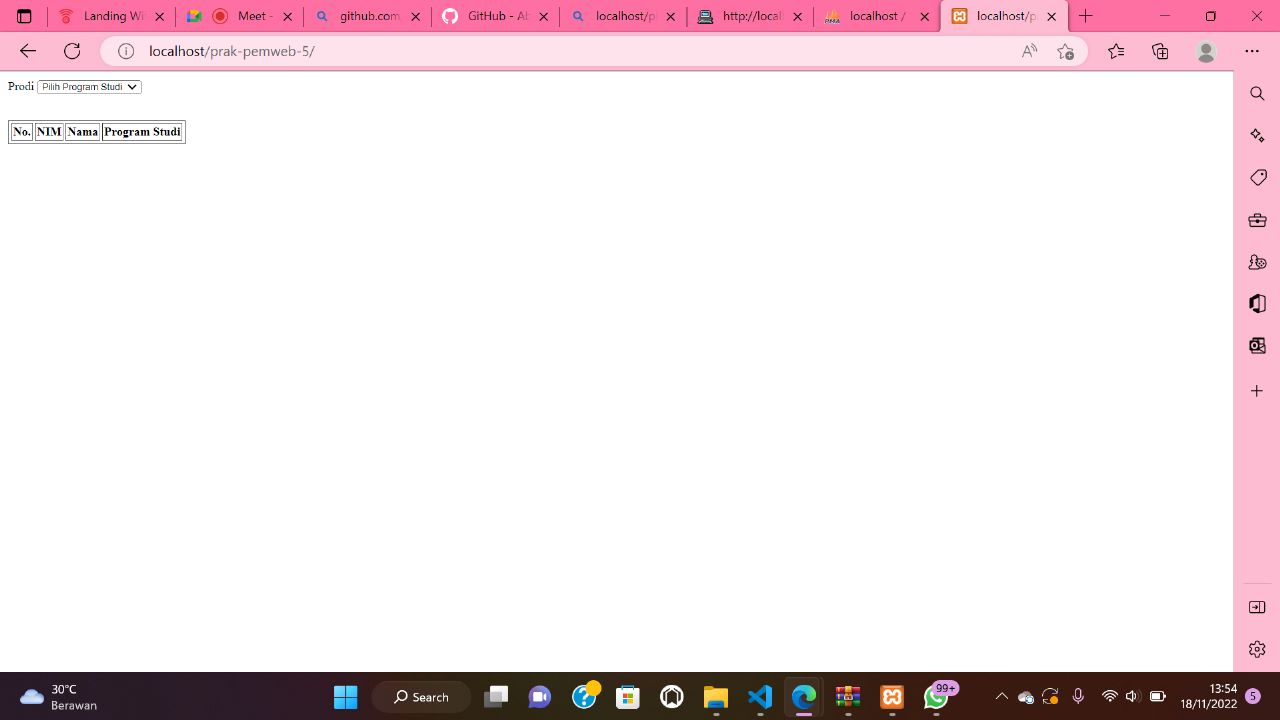 Landing Wi
Meet -
github.com
GitHub - Al
localhost/p
http://local
localhost /
localhost/p
localhost/prak-pemweb-5/
Prodi Pilih Program Studi
No. NIM Nama Program Studi
30°C
Berawan
Search
99+
13:54
18/11/2022
5